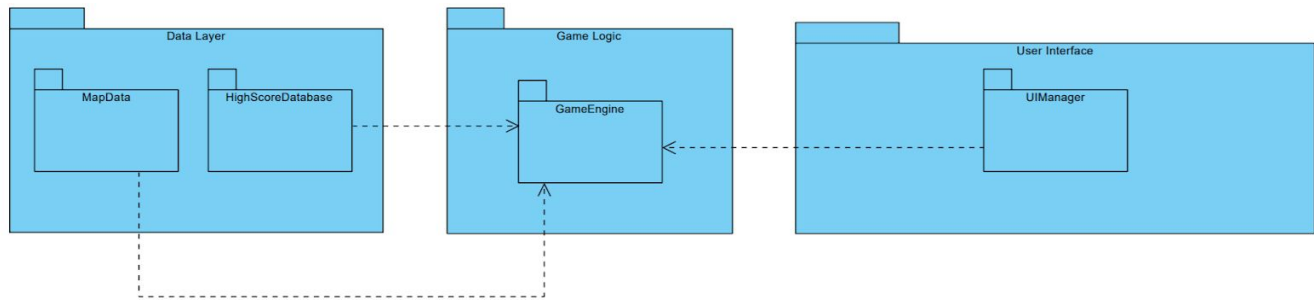 Data Layer
MapData
HighScoreDatabase
Game Logic
GameEngine
User Interface
UIManager